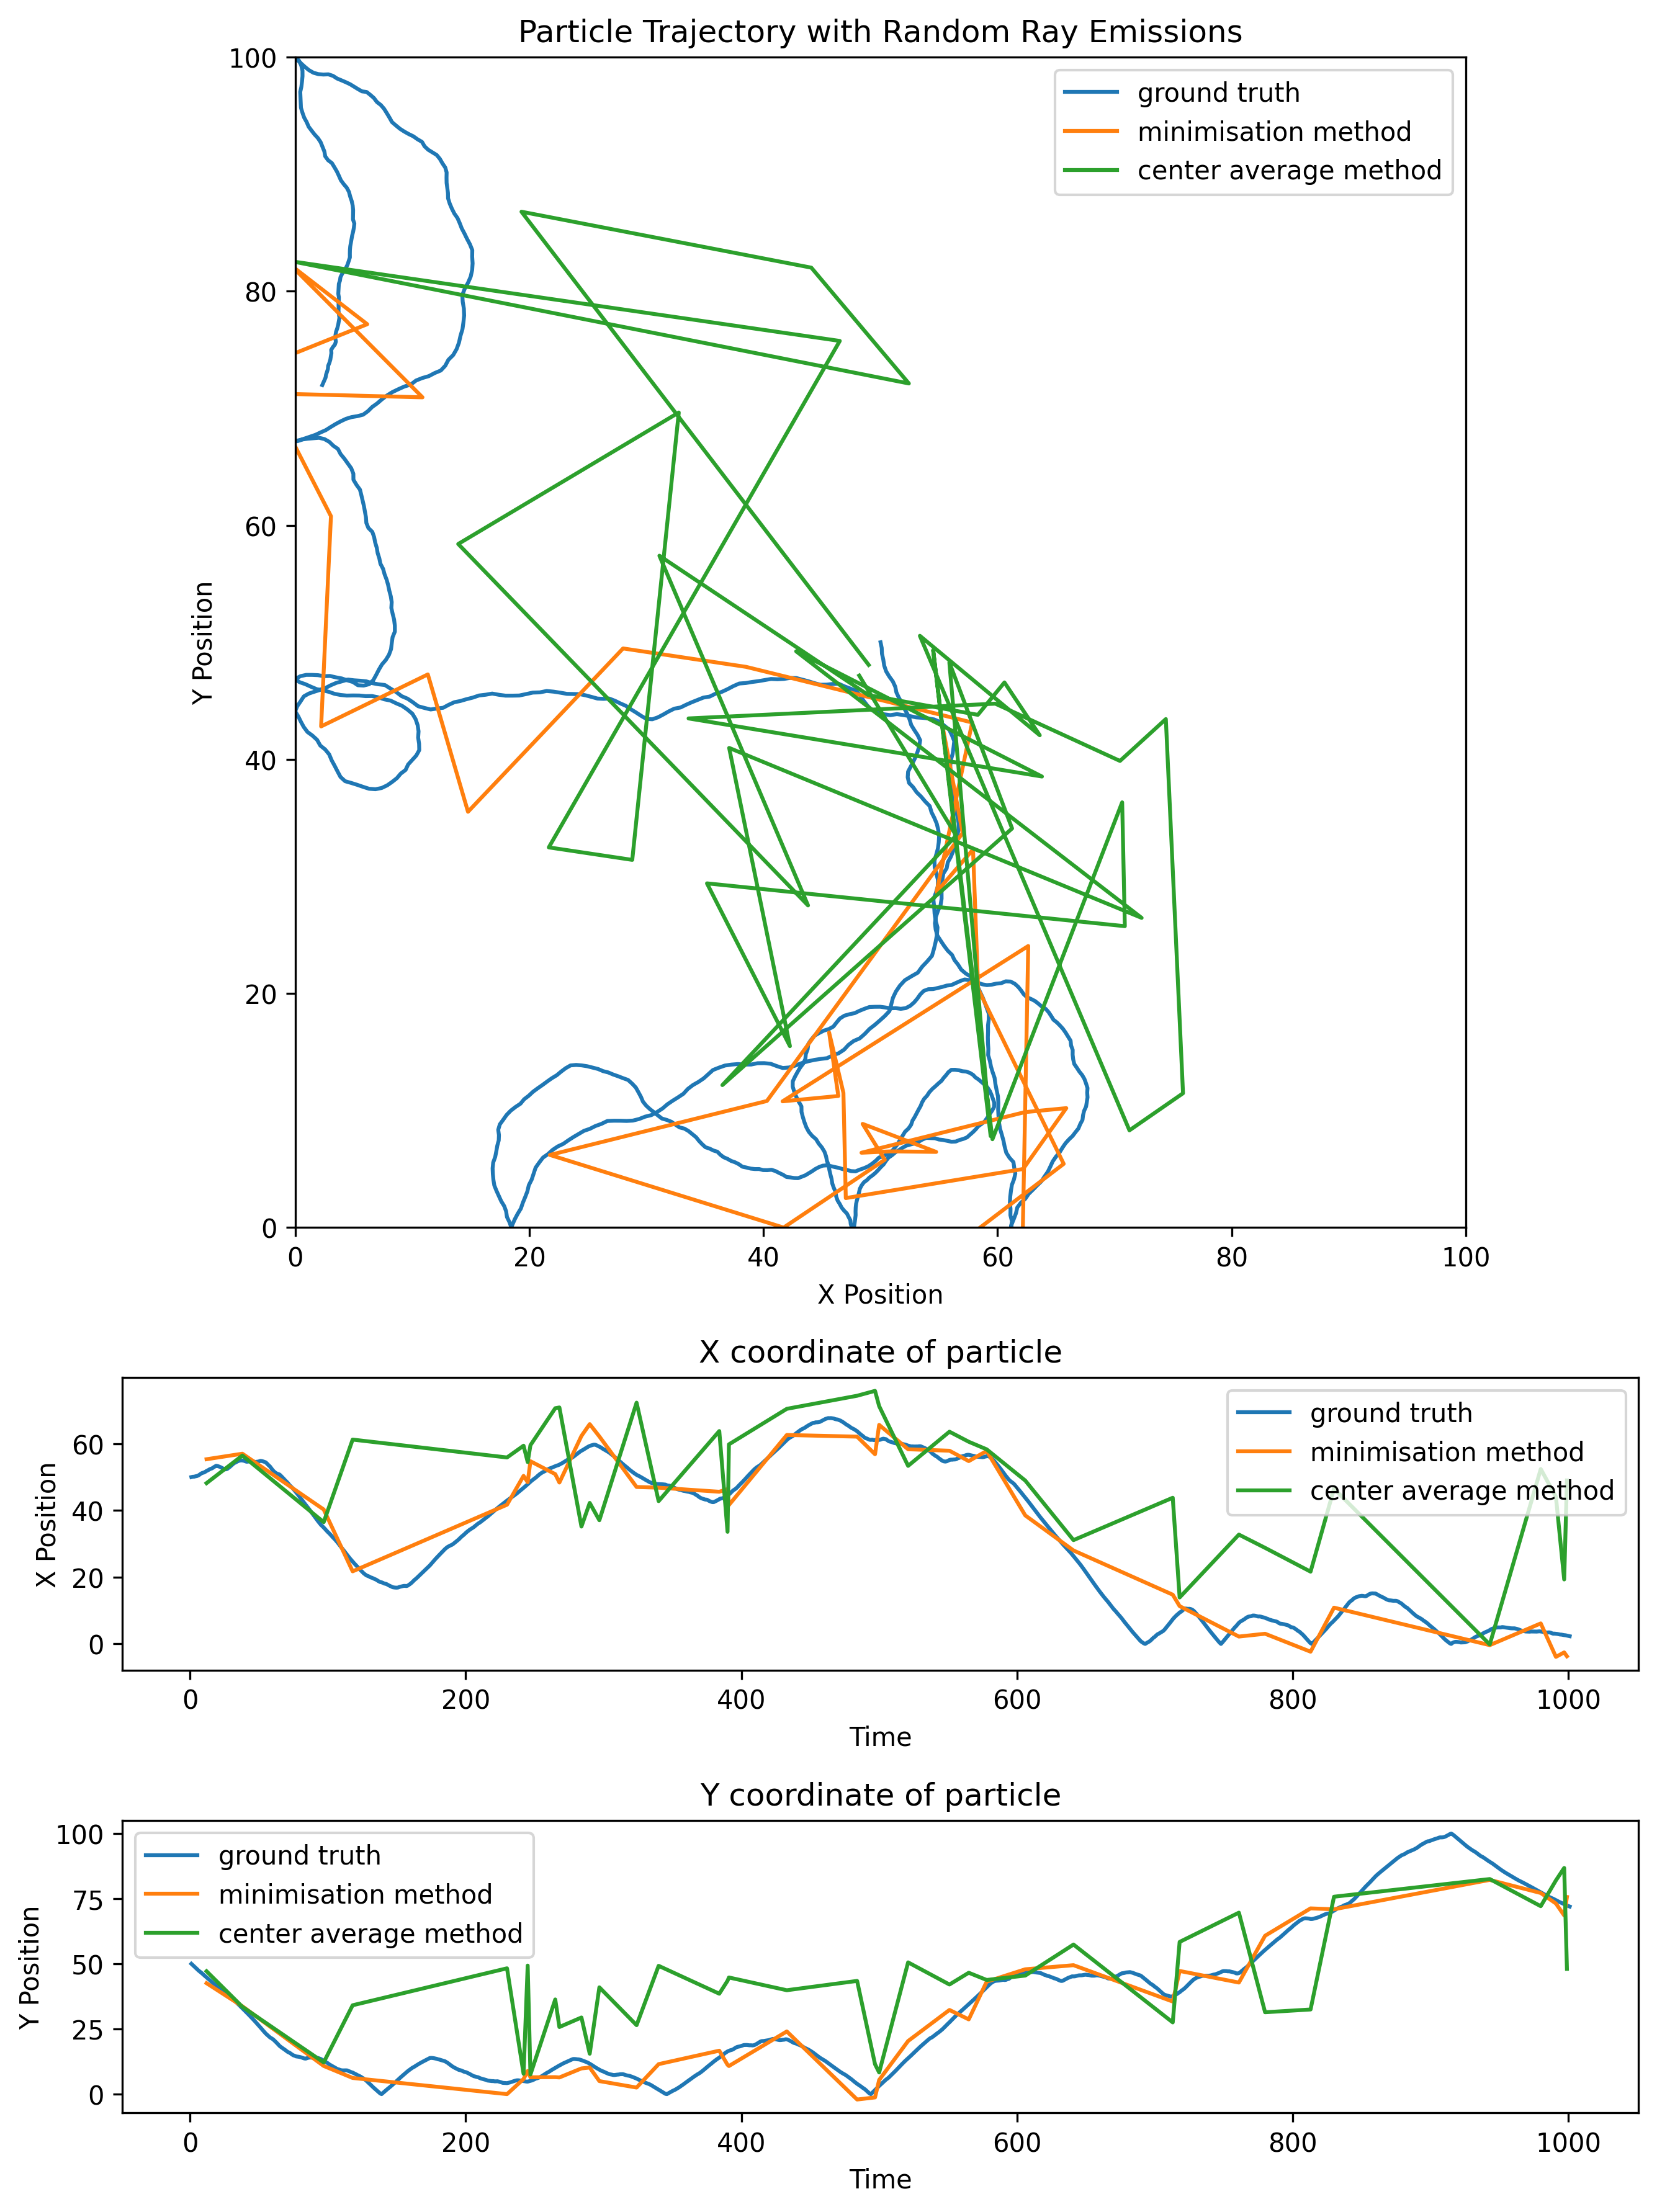 Particle Trajectory with Random Ray Emissions
100
80
60
40
20
0
Y Position
ground truth
minimisation method
center average method
0 20 40 60 80 100
X Position
X coordinate of particle
60
40
20
0
X Position
ground truth
minimisation method
center average method
0 200 400 600 800 1000
Time
Y coordinate of particle
100
75
50
25
0
Y Position
ground truth
minimisation method
center average method
0 200 400 600 800 1000
Time